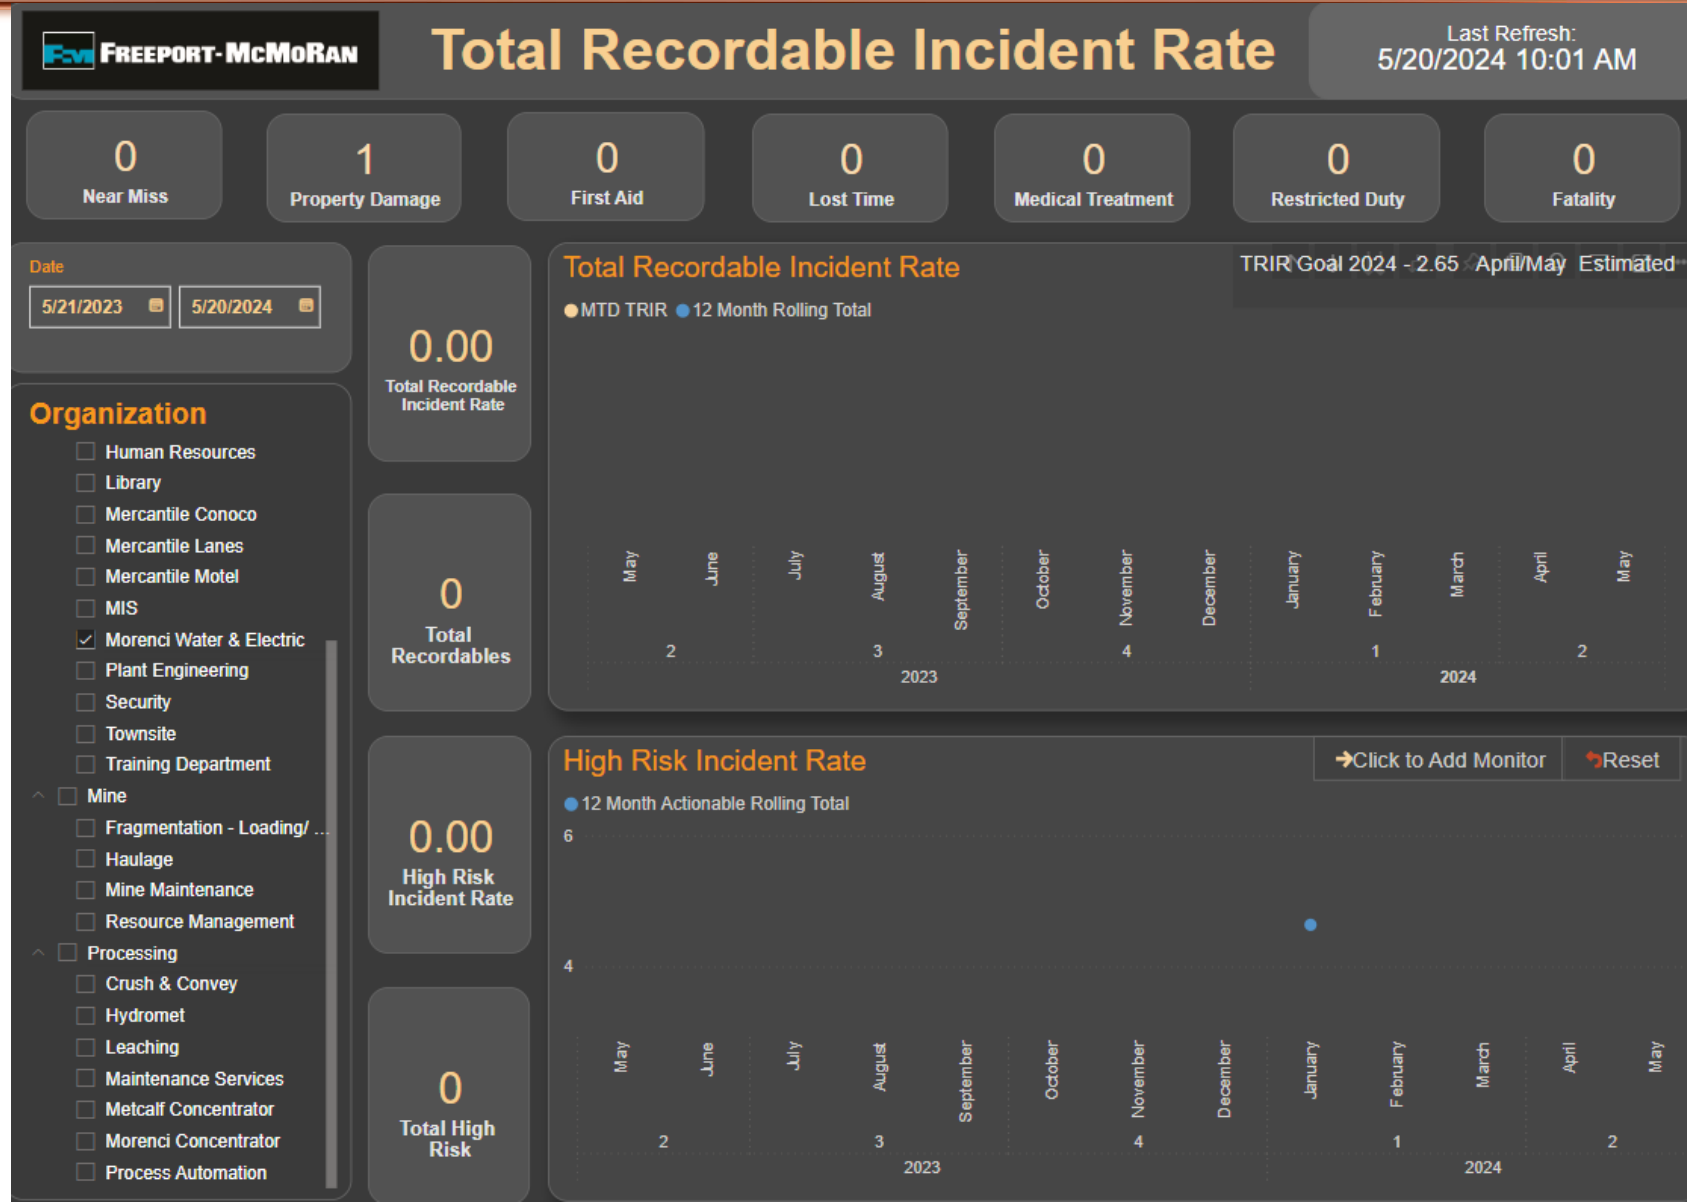 FCX FREEPORT-MCMORAN
Total Recordable Incident Rate
Last Refresh:
5/20/2024 10:01 AM
0
Near Miss
1
Property Damage
0
First Aid
0
Lost Time
0
Medical Treatment
0
Restricted Duty
0
Fatality
Date
5/21/2023
5/20/2024
Organization
Human Resources
Library
Mercantile Conoco
Mercantile Lanes
Mercantile Motel
MIS
Morenci Water & Electric
Plant Engineering
Security
Townsite
Training Department
Mine
Fragmentation - Loading/ ...
Haulage
Mine Maintenance
Resource Management
Processing
Crush & Convey
Hydromet
Leaching
Maintenance Services
Metcalf Concentrator
Morenci Concentrator
Process Automation
0.00
Total Recordable
Incident Rate
0
Total
Recordables
0.00
High Risk
Incident Rate
0
Total High
Risk
Total Recordable Incident Rate
TRIR Goal 2024 - 2.65 April/May Estimated
MTD TRIR 12 Month Rolling Total
May June July August September October November December January February March April May
2 3 4 1 2
2023 2024
High Risk Incident Rate
Click to Add Monitor
Reset
12 Month Actionable Rolling Total
6
4
May June July August September October November December January February March April May
2 3 4 1 2
2023 2024